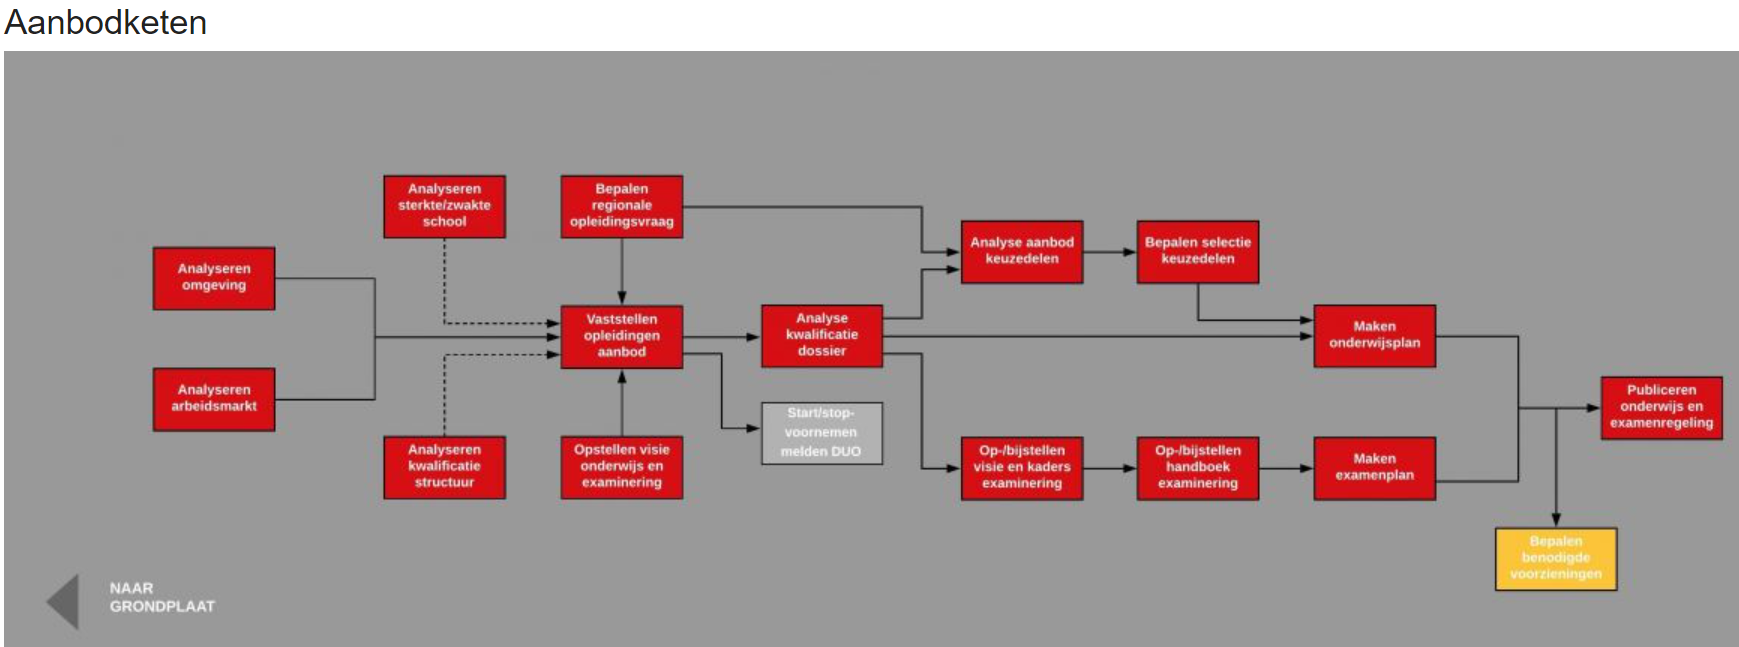 Aanbodketen
Analyseren
sterkte/zwakte
school
Bepalen
regionale
opleidingsvraag
Analyse aanbod
keuzedelen
Bepalen selectie
keuzedelen
Analyseren
omgeving
Vaststellen
opleidingen
aanbod
Analyse
kwalificatie
dossier
Maken
onderwijsplan
Analyseren
arbeidsmarkt
Start/stop-
voornemen
melden DUO
Publiceren
onderwijs en
examenregeling
Analyseren
kwalificatie
structuur
Opstellen visie
onderwijs en
examinering
Op-/bijstellen
visie en kaders
examinering
Op-/bijstellen
handboek
examinering
Maken
examenplan
Bepalen
benodigde
voorzieningen
NAAR
GRONDPLAAT